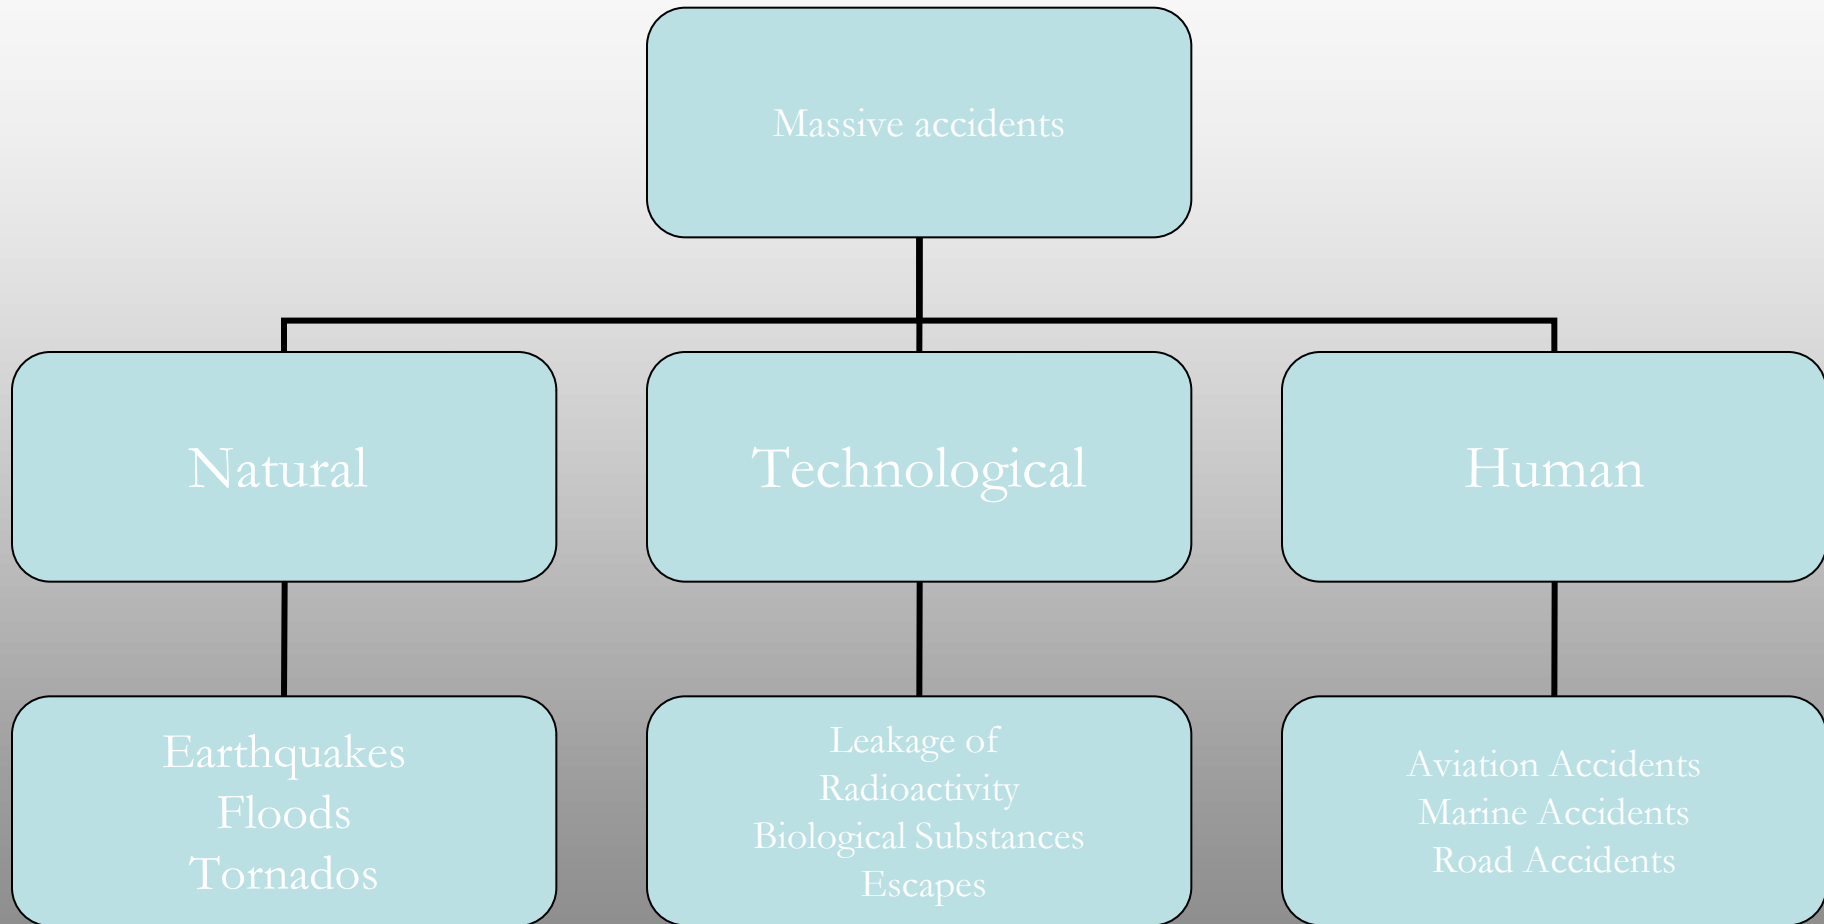 Massive accidents
Natural
Technological
Human
Earthquakes
Floods
Tornados
Leakage of
Radioactivity
Biological Substances
Escapes
Aviation Accidents
Marine Accidents
Road Accidents